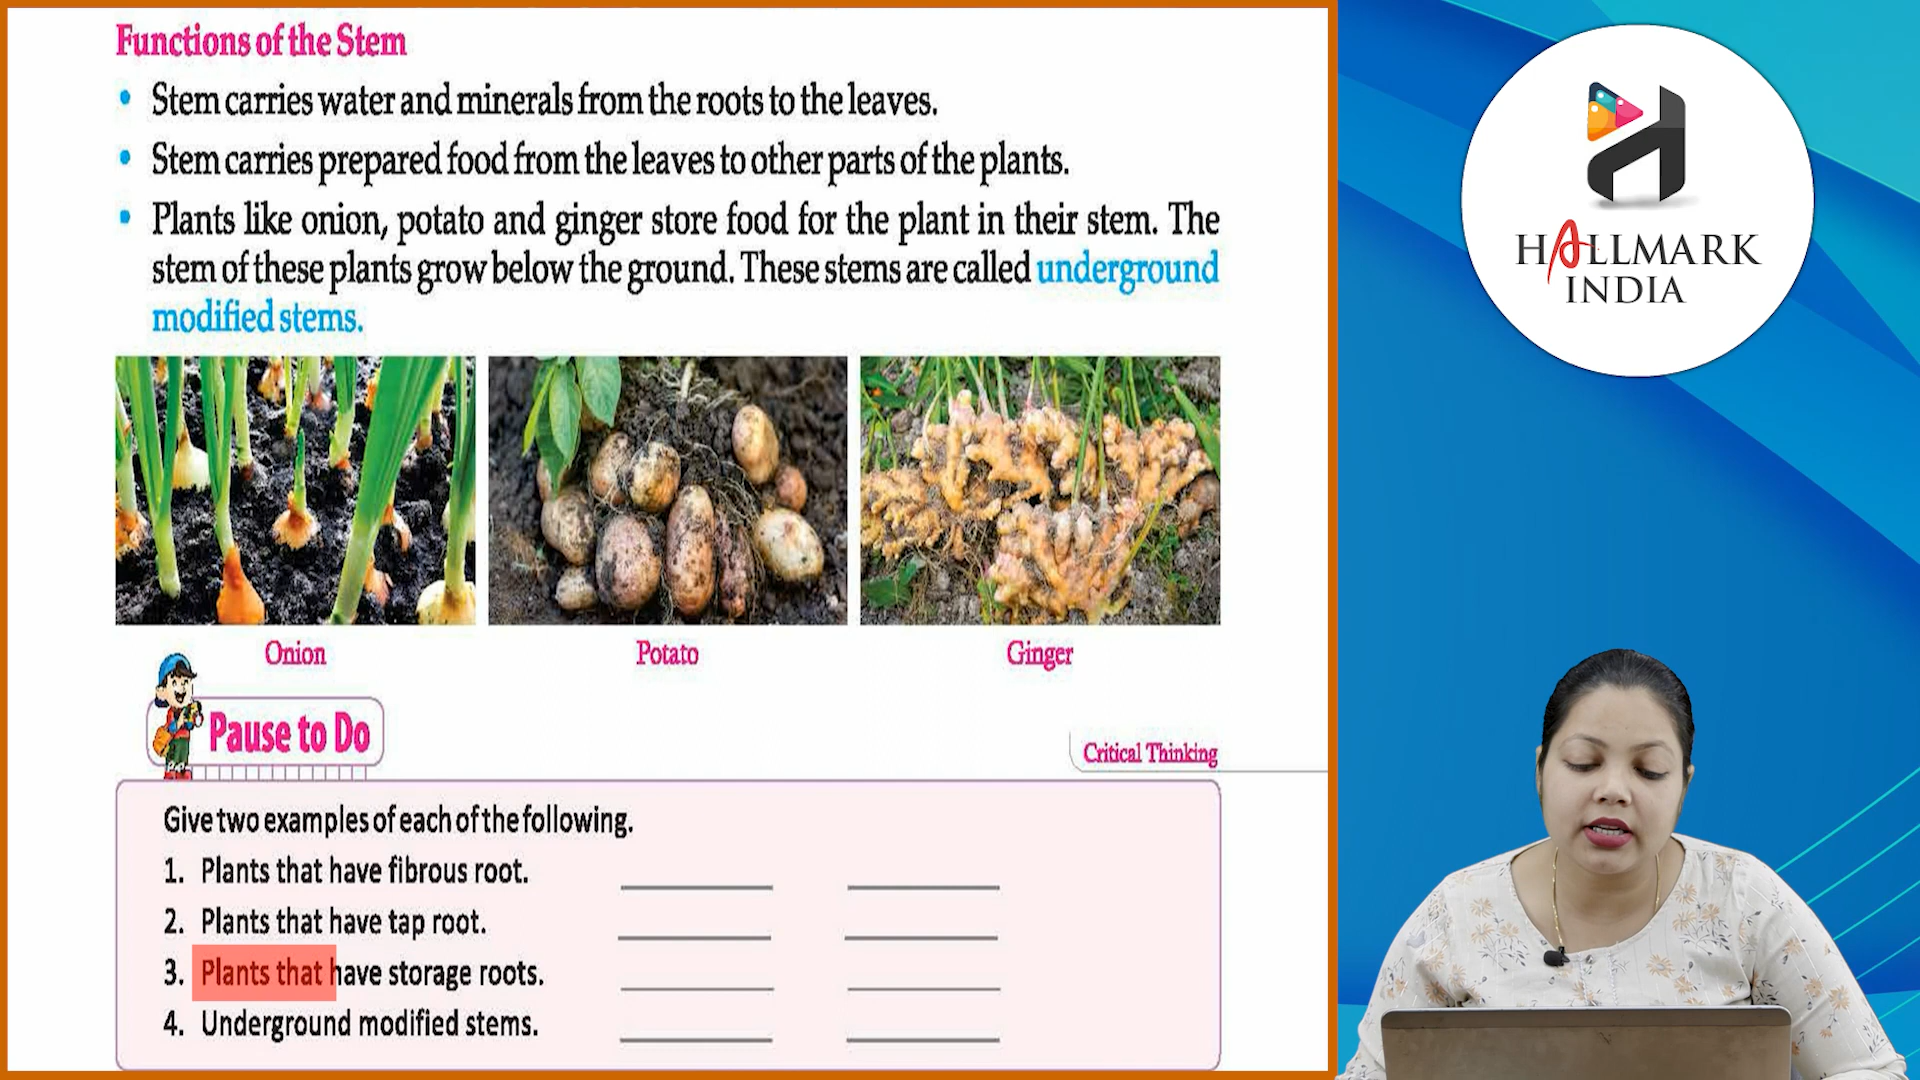 Functions of the Stem
• Stem carries water and minerals from the roots to the leaves.
• Stem carries prepared food from the leaves to other parts of the plants.
• Plants like onion, potato and ginger store food for the plant in their stem. The
stem of these plants grow below the ground. These stems are called underground
modified stems.
Onion
Potato
Ginger
Pause to Do
Critical Thinking
Give two examples of each of the following.
1. Plants that have fibrous root.
2. Plants that have tap root.
3. Plants that have storage roots.
4. Underground modified stems.
HALLMARK
INDIA